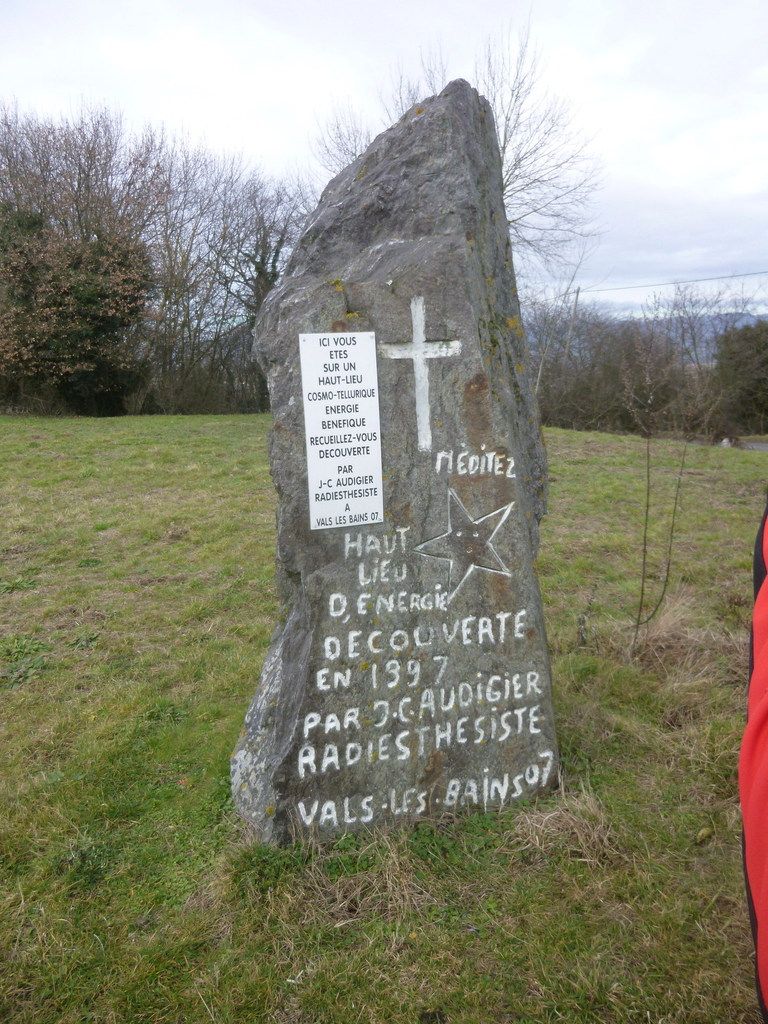 ICI VOUS
ETES
SUR UN
HAUT-LIEU
COSMO-TELLURIQUE
ENERGIE
BENEFIQUE
RECUEILLEZ-VOUS
DECOUVERTE
PAR
J-C AUDIGIER
RADIESTHESISTE
A
VALS LES BAINS 07
MÉDITEZ
HAUT
LIEU
D,ENERGIE
DECOUVERTE
EN 1997
PAR J.C AUDIGIER
RADIESTHESISTE
VALS-LES-BAINS 07